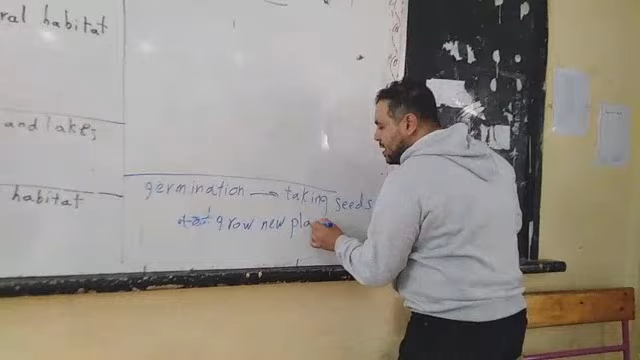 ral habitat
and lakes
habitat
germination → taking seeds
grow new pla